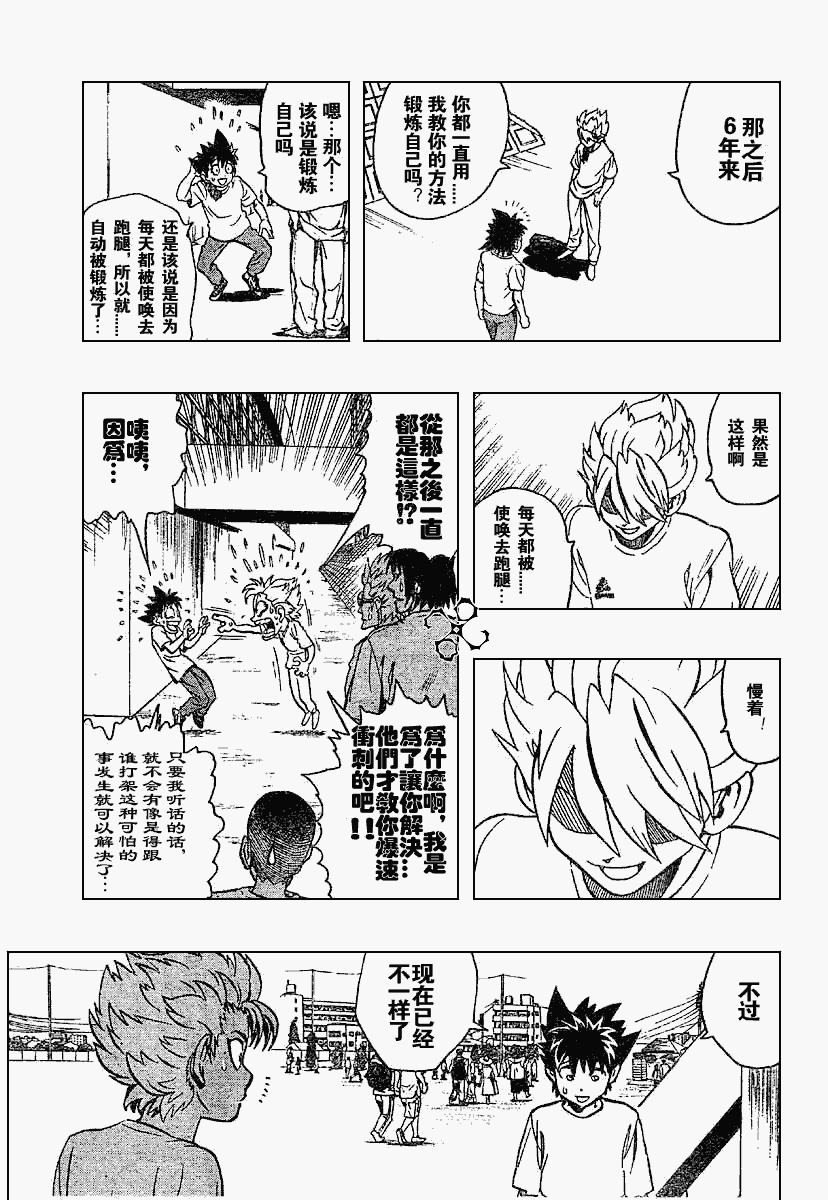 那之后
6年来
你都一直用……
我教你的方法
锻炼自己吗?
嗯…那个…
该说是锻炼
自己吗
还是该说是因为
每天都被使唤去
跑腿,所以就……
自动被锻炼了…
果然是
这样啊
每天都被……
使唤去跑腿…
慢着!
從那之後一直
都是這樣!?
咦咦,
因為…
為什麼啊,我是
為了讓你解決…
他們才教你爆速
衝刺的吧!!
只要我听话的话,
就不会有像是得跟
谁打架这种可怕的
事发生就可以解决了…
不过
现在已经
不一样了